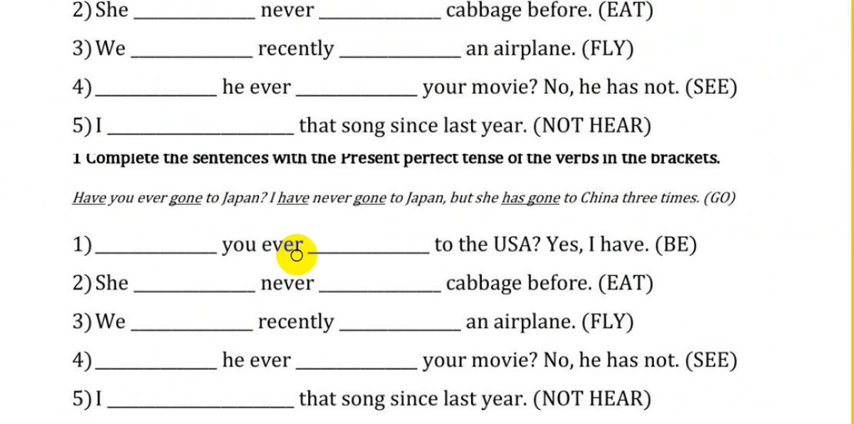 2) She ____________ never ____________ cabbage before. (EAT)
3) We ____________ recently ____________ an airplane. (FLY)
4)____________ he ever ____________ your movie? No, he has not. (SEE)
5) I __________________ that song since last year. (NOT HEAR)
1 Complete the sentences with the Present perfect tense of the verbs in the brackets.
Have you ever gone to Japan? I have never gone to Japan, but she has gone to China three times. (GO)
1)____________ you ever ____________ to the USA? Yes, I have. (BE)
2) She ____________ never ____________ cabbage before. (EAT)
3) We ____________ recently ____________ an airplane. (FLY)
4)____________ he ever ____________ your movie? No, he has not. (SEE)
5) I __________________ that song since last year. (NOT HEAR)